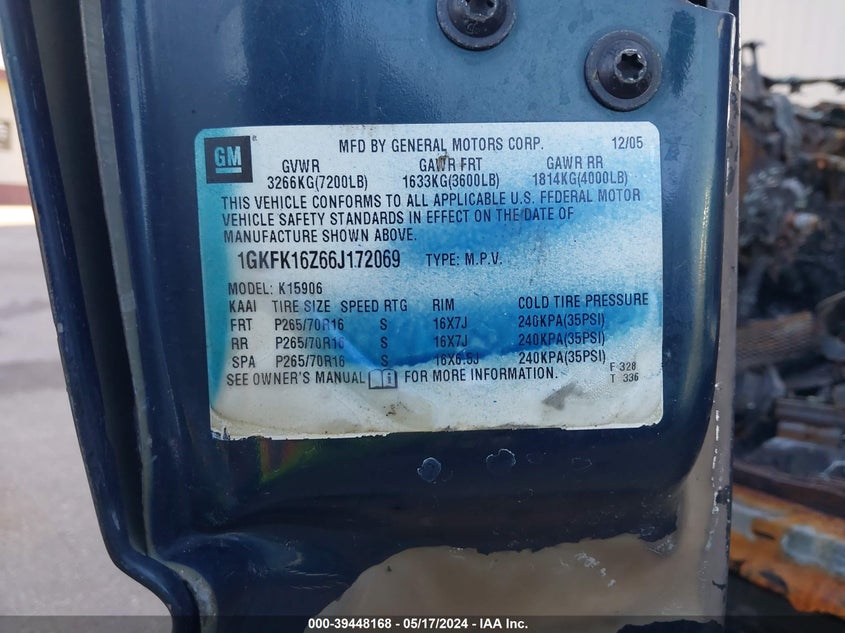 GM
MFD BY GENERAL MOTORS CORP. 12/05
GVWR GAWR FRT GAWR RR
3266KG(7200LB) 1633KG(3600LB) 1814KG(4000LB)
THIS VEHICLE CONFORMS TO ALL APPLICABLE U.S. FEDERAL MOTOR
VEHICLE SAFETY STANDARDS IN EFFECT ON THE DATE OF
MANUFACTURE SHOWN ABOVE.
1GKFK16Z66J172069 TYPE: M.P.V.
MODEL: K15906
KAAI TIRE SIZE SPEED RTG RIM COLD TIRE PRESSURE
FRT P265/70R16 S 16X7J 240KPA(35PSI)
RR P265/70R16 S 16X7J 240KPA(35PSI)
SPA P265/70R16 S 16X6.5J 240KPA(35PSI)
SEE OWNER'S MANUAL FOR MORE INFORMATION.
F 328
T 336
000-39448168 - 05/17/2024 - IAA Inc.